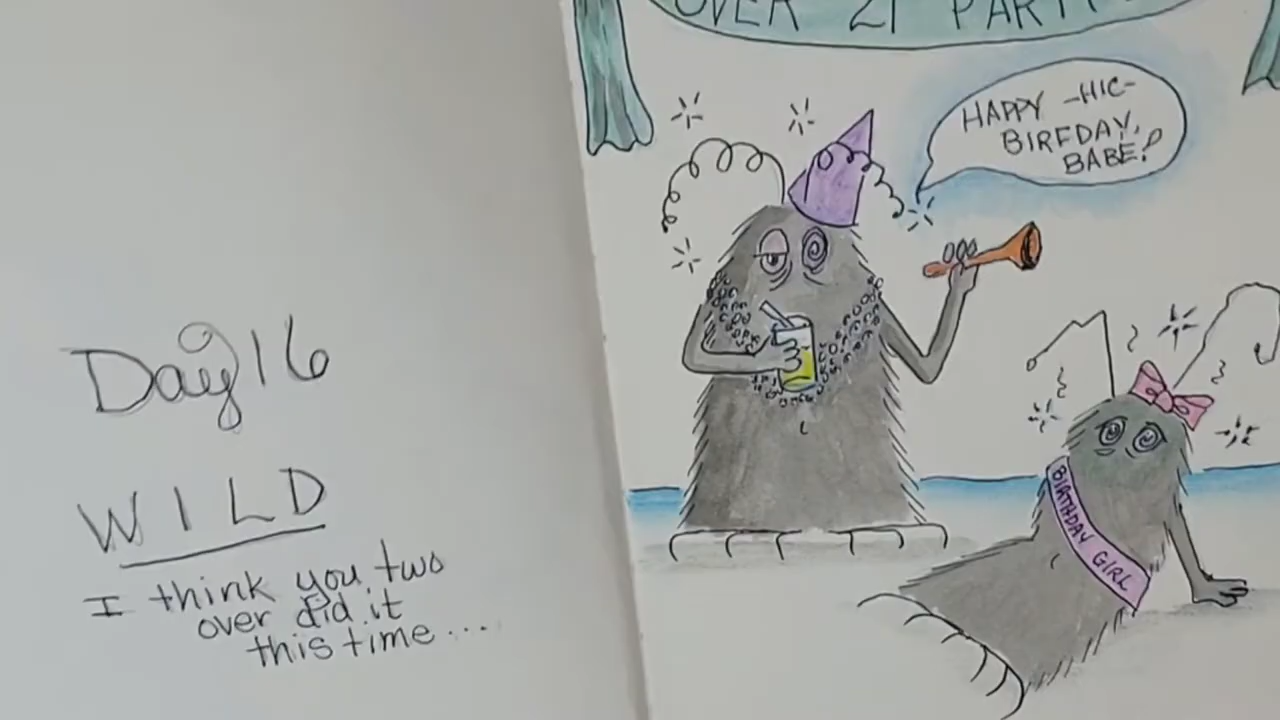 Day 16
WILD
I think you two
over did it
this time...
OVER 21 PARTY
HAPPY -HIC-
BIRFDAY,
BABE!
BIRTHDAY GIRL